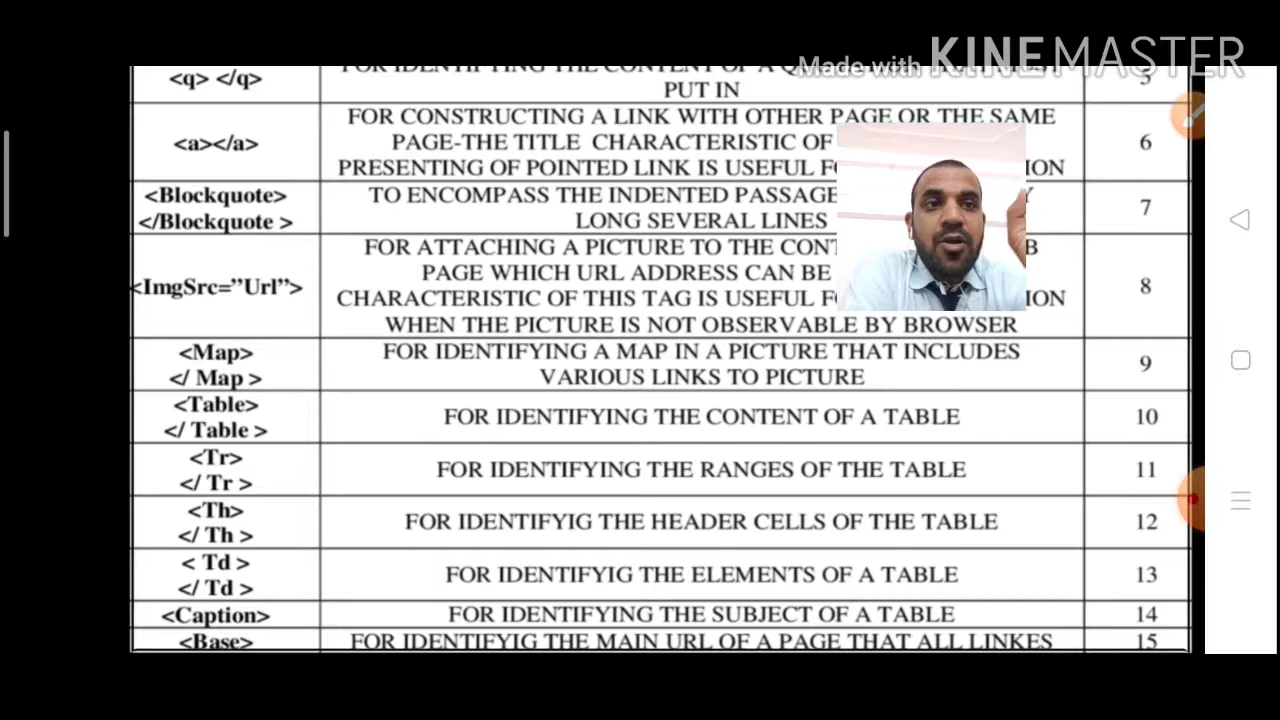 Made with KINEMASTER
<q> </q>
PUT IN
5
<a></a>
FOR CONSTRUCTING A LINK WITH OTHER PAGE OR THE SAME
PAGE-THE TITLE CHARACTERISTIC OF
PRESENTING OF POINTED LINK IS USEFUL
6
<Blockquote>
</Blockquote >
TO ENCOMPASS THE INDENTED PASSAGE
LONG SEVERAL LINES
7
<ImgSrc=”Url”>
FOR ATTACHING A PICTURE TO THE
PAGE WHICH URL ADDRESS CAN BE
CHARACTERISTIC OF THIS TAG IS USEFUL
WHEN THE PICTURE IS NOT OBSERVABLE BY BROWSER
8
<Map>
</ Map >
FOR IDENTIFYING A MAP IN A PICTURE THAT INCLUDES
VARIOUS LINKS TO PICTURE
9
<Table>
</ Table >
FOR IDENTIFYING THE CONTENT OF A TABLE
10
<Tr>
</ Tr >
FOR IDENTIFYING THE RANGES OF THE TABLE
11
<Th>
</ Th >
FOR IDENTIFYIG THE HEADER CELLS OF THE TABLE
12
< Td >
</ Td >
FOR IDENTIFYIG THE ELEMENTS OF A TABLE
13
<Caption>
FOR IDENTIFYING THE SUBJECT OF A TABLE
14
<Base>
FOR IDENTIFYIG THE MAIN URL OF A PAGE THAT ALL LINKES
15